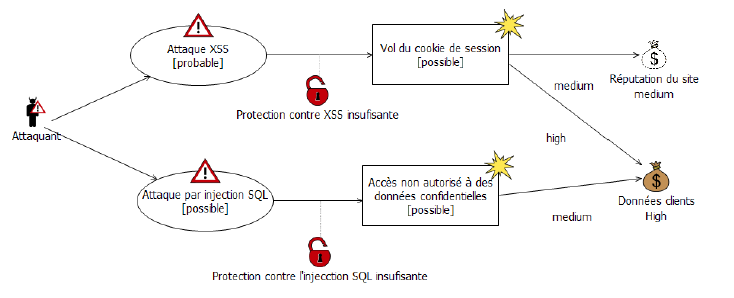 Attaque XSS
[probable]
Vol du cookie de session
[possible]
Réputation du site
medium
medium
Protection contre XSS insufisante
high
Attaquant
Attaque par injection SQL
[possible]
Accès non autorisé à des
données confidentielles
[possible]
Données clients
High
medium
Protection contre l'injecction SQL insufisante